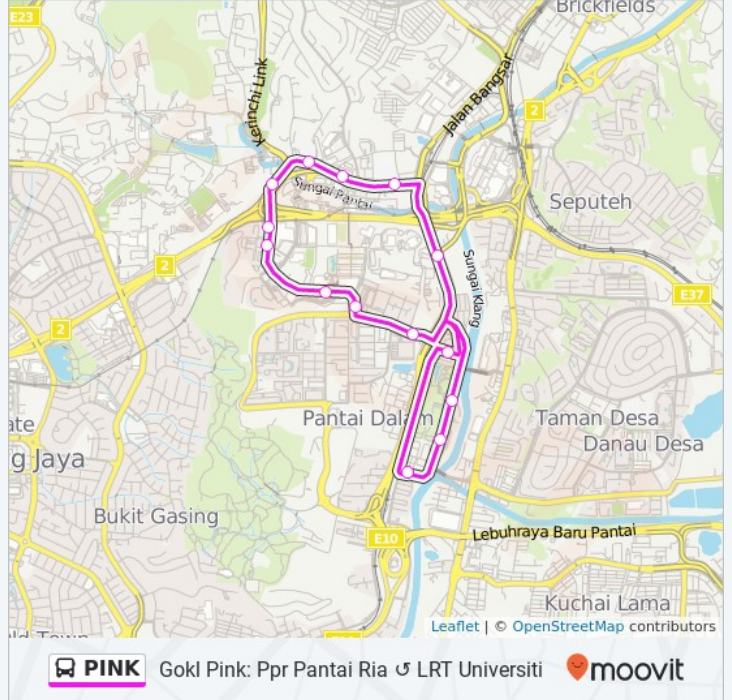 E23
Brickfields
Kerinchi Link
Jalan Bangsar
2
Sungai Pantai
Seputeh
2
Sungai Klang
E37
2
Pantai Dalam
Taman Desa
ate
Danau Desa
g Jaya
Bukit Gasing
Lebuhraya Baru Pantai
E10
Kuchai Lama
Leaflet | © OpenStreetMap contributors
ld Town
PINK
Gokl Pink: Ppr Pantai Ria ↺ LRT Universiti
moovit